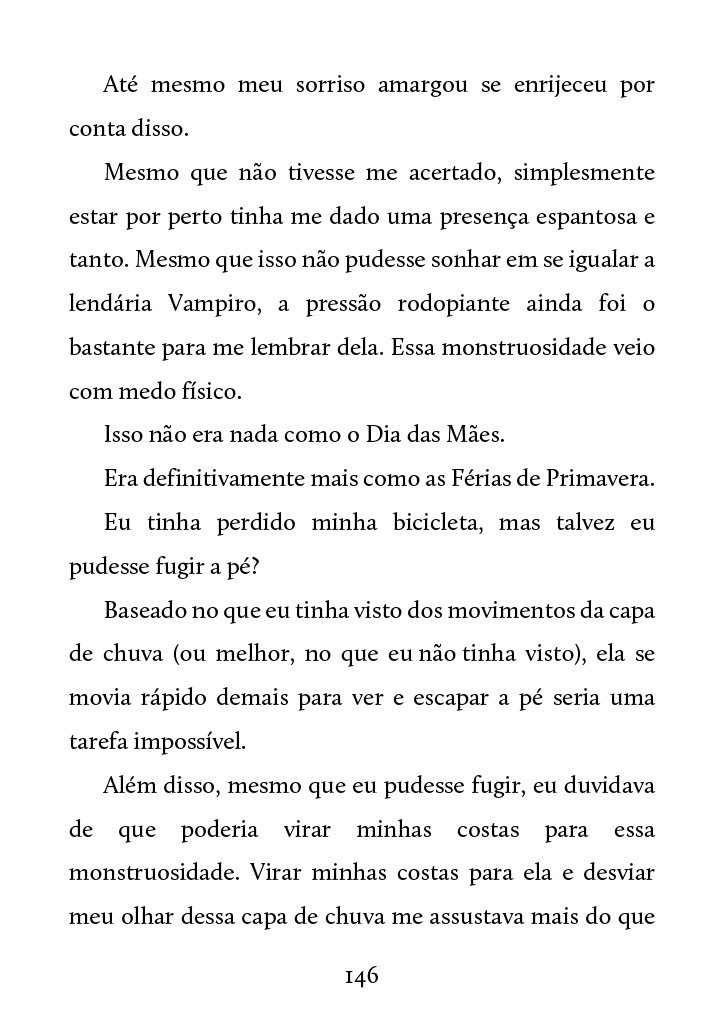 Até mesmo meu sorriso amargou se enrijeceu por
conta disso.
Mesmo que não tivesse me acertado, simplesmente
estar por perto tinha me dado uma presença espantosa e
tanto. Mesmo que isso não pudesse sonhar em se igualar a
lendária Vampiro, a pressão rodopiante ainda foi o
bastante para me lembrar dela. Essa monstruosidade veio
com medo físico.
Isso não era nada como o Dia das Mães.
Era definitivamente mais como as Férias de Primavera.
Eu tinha perdido minha bicicleta, mas talvez eu
pudesse fugir a pé?
Baseado no que eu tinha visto dos movimentos da capa
de chuva (ou melhor, no que eu não tinha visto), ela se
movia rápido demais para ver e escapar a pé seria uma
tarefa impossível.
Além disso, mesmo que eu pudesse fugir, eu duvidava
de que poderia virar minhas costas para essa
monstruosidade. Virar minhas costas para ela e desviar
meu olhar dessa capa de chuva me assustava mais do que
146